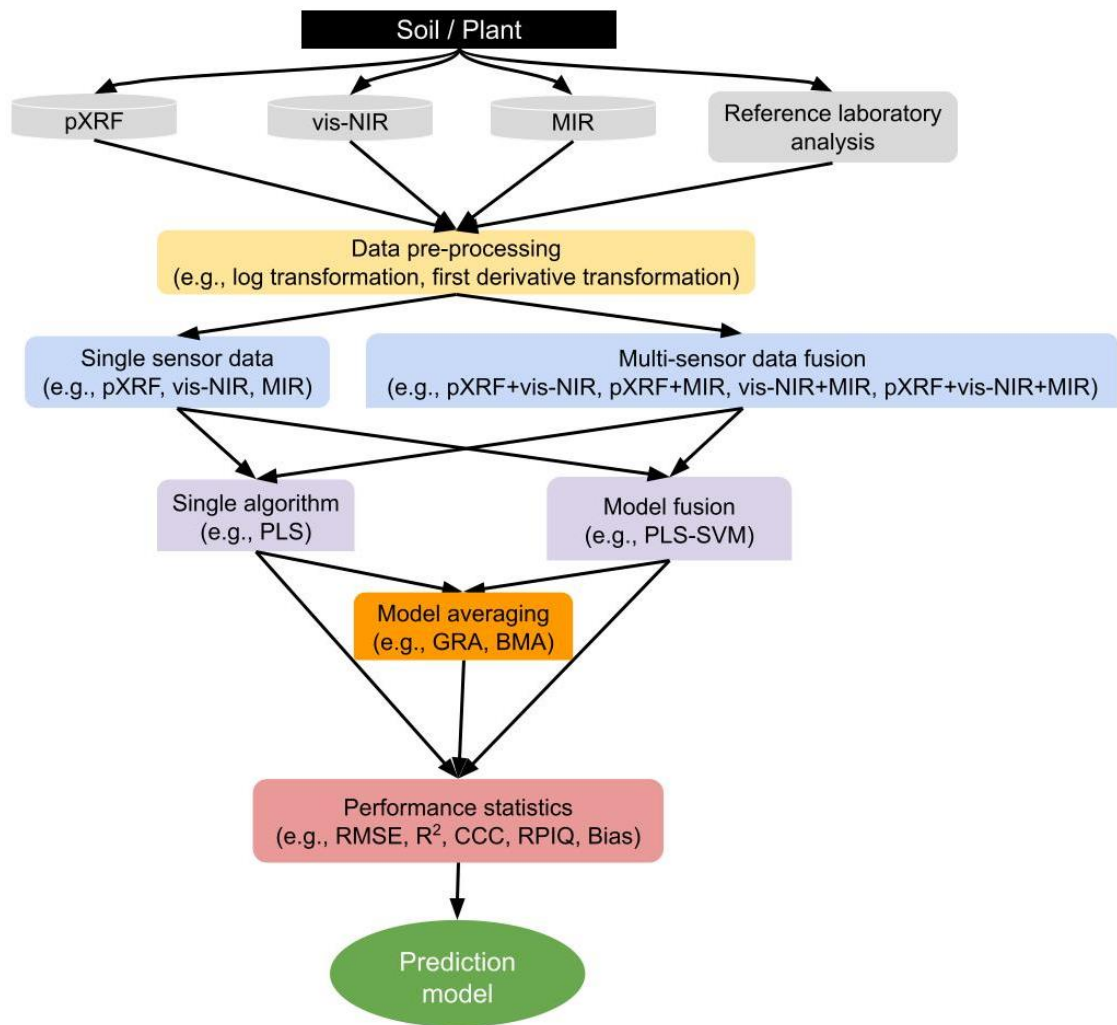 Soil / Plant
pXRF
vis-NIR
MIR
Reference laboratory
analysis
Data pre-processing
(e.g., log transformation, first derivative transformation)
Single sensor data
(e.g., pXRF, vis-NIR, MIR)
Multi-sensor data fusion
(e.g., pXRF+vis-NIR, pXRF+MIR, vis-NIR+MIR, pXRF+vis-NIR+MIR)
Single algorithm
(e.g., PLS)
Model fusion
(e.g., PLS-SVM)
Model averaging
(e.g., GRA, BMA)
Performance statistics
(e.g., RMSE, R², CCC, RPIQ, Bias)
Prediction
model